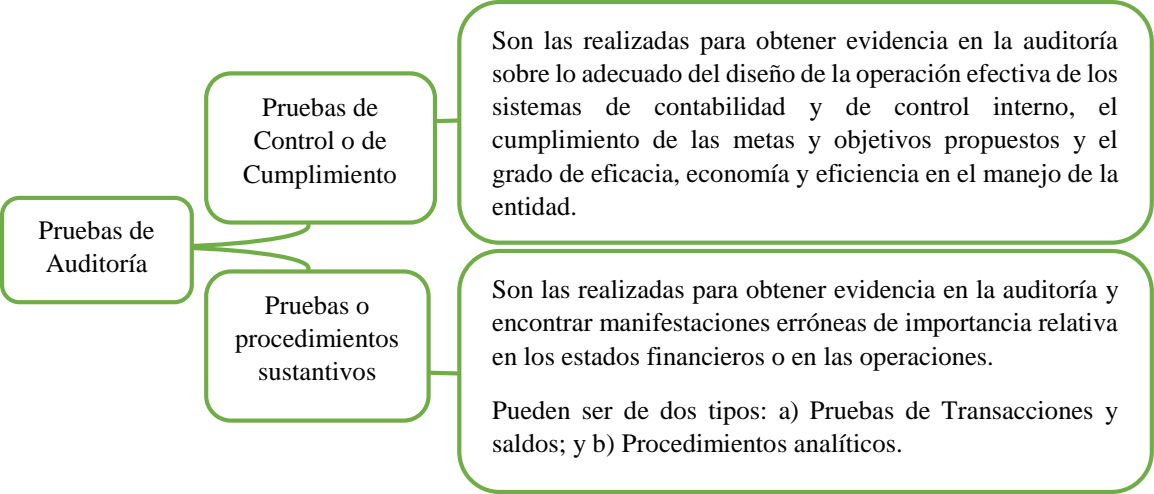 Pruebas de
Auditoría
Pruebas de
Control o de
Cumplimiento
Son las realizadas para obtener evidencia en la auditoría
sobre lo adecuado del diseño de la operación efectiva de los
sistemas de contabilidad y de control interno, el
cumplimiento de las metas y objetivos propuestos y el
grado de eficacia, economía y eficiencia en el manejo de la
entidad.
Pruebas o
procedimientos
sustantivos
Son las realizadas para obtener evidencia en la auditoría y
encontrar manifestaciones erróneas de importancia relativa
en los estados financieros o en las operaciones.
Pueden ser de dos tipos: a) Pruebas de Transacciones y
saldos; y b) Procedimientos analíticos.